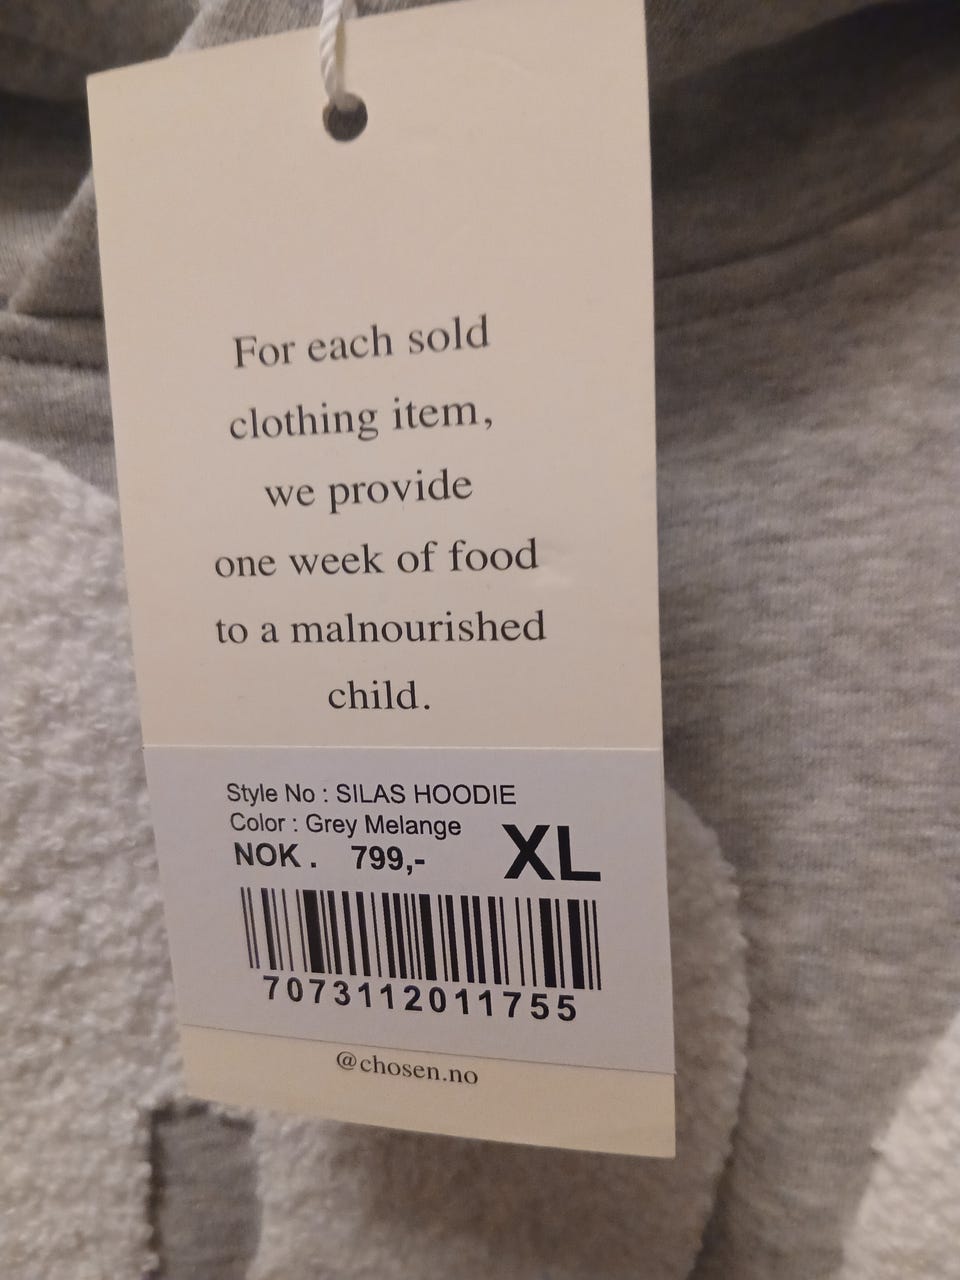 For each sold
clothing item,
we provide
one week of food
to a malnourished
child.
Style No : SILAS HOODIE
Color : Grey Melange
NOK . 799,- XL
7073112011755
@chosen.no